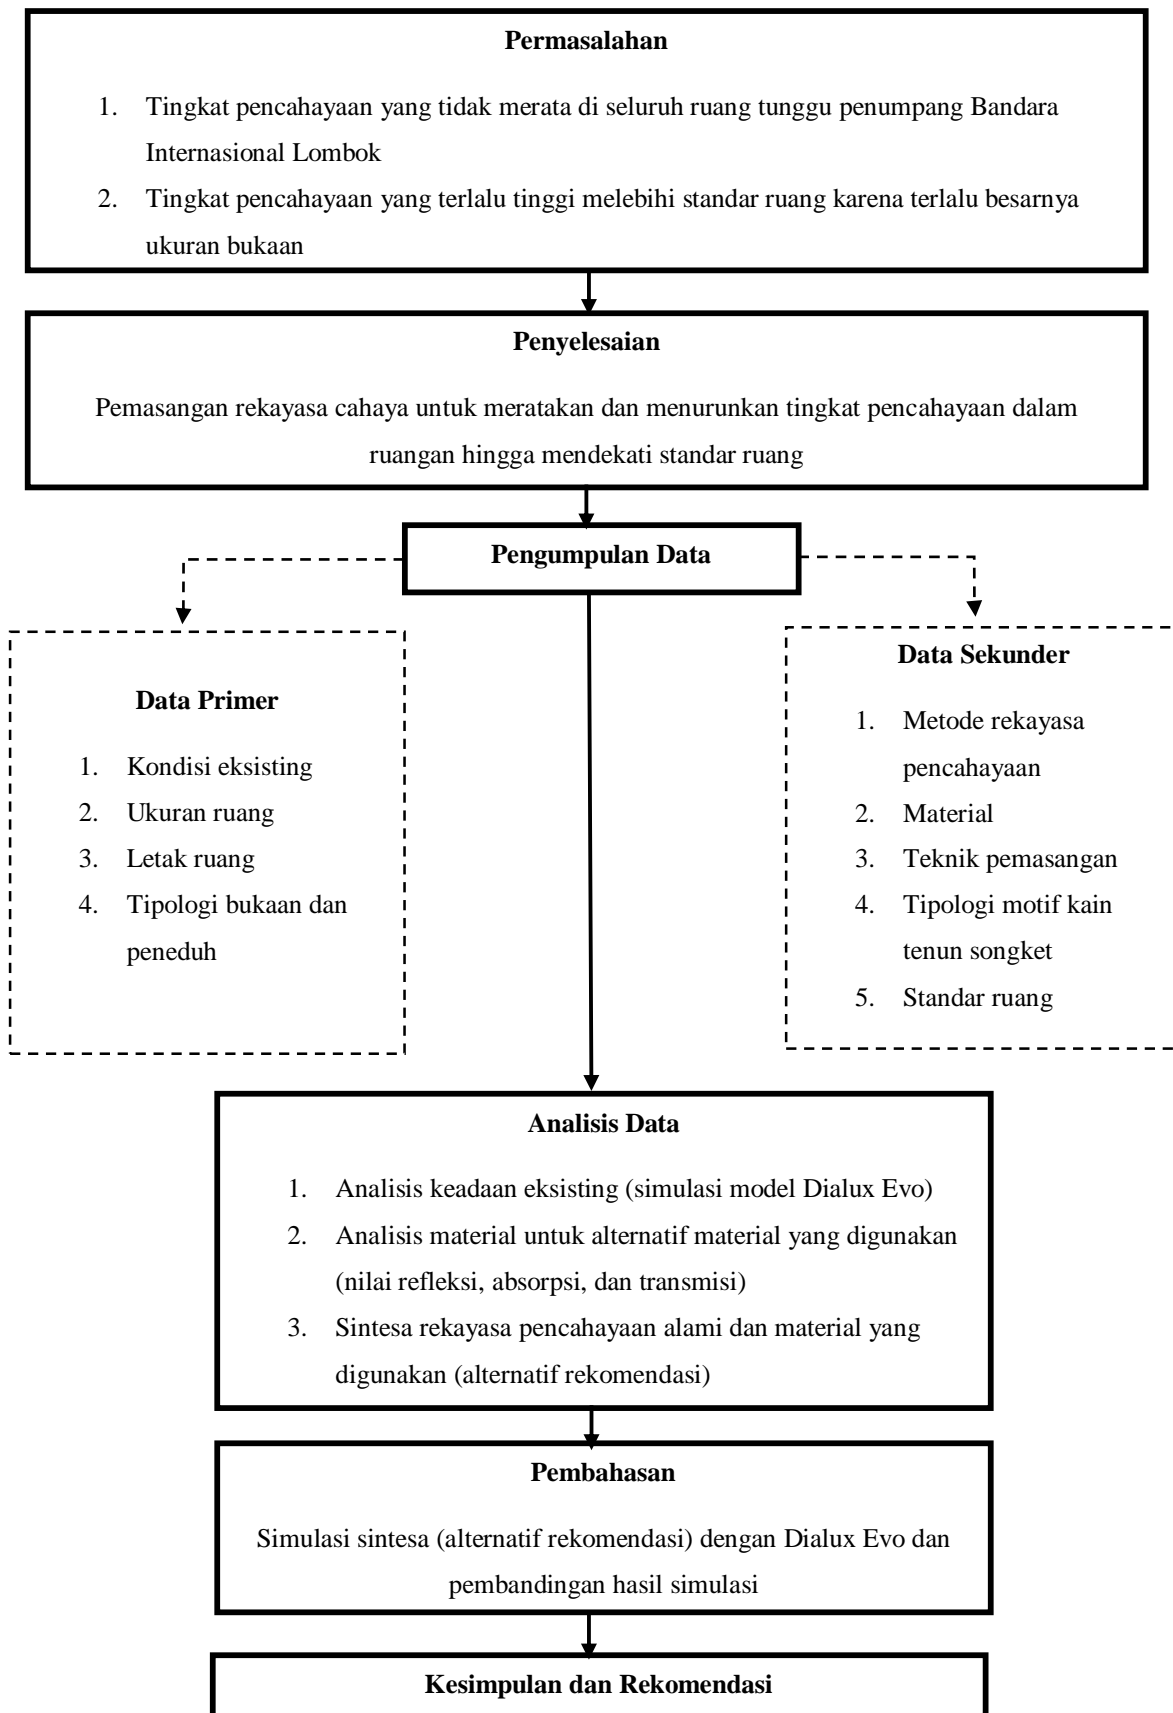 Permasalahan
1. Tingkat pencahayaan yang tidak merata di seluruh ruang tunggu penumpang Bandara
Internasional Lombok
2. Tingkat pencahayaan yang terlalu tinggi melebihi standar ruang karena terlalu besarnya
ukuran bukaan
Penyelesaian
Pemasangan rekayasa cahaya untuk meratakan dan menurunkan tingkat pencahayaan dalam
ruangan hingga mendekati standar ruang
Pengumpulan Data
Data Primer
1. Kondisi eksisting
2. Ukuran ruang
3. Letak ruang
4. Tipologi bukaan dan
peneduh
Data Sekunder
1. Metode rekayasa
pencahayaan
2. Material
3. Teknik pemasangan
4. Tipologi motif kain
tenun songket
5. Standar ruang
Analisis Data
1. Analisis keadaan eksisting (simulasi model Dialux Evo)
2. Analisis material untuk alternatif material yang digunakan
(nilai refleksi, absorpsi, dan transmisi)
3. Sintesa rekayasa pencahayaan alami dan material yang
digunakan (alternatif rekomendasi)
Pembahasan
Simulasi sintesa (alternatif rekomendasi) dengan Dialux Evo dan
pembandingan hasil simulasi
Kesimpulan dan Rekomendasi